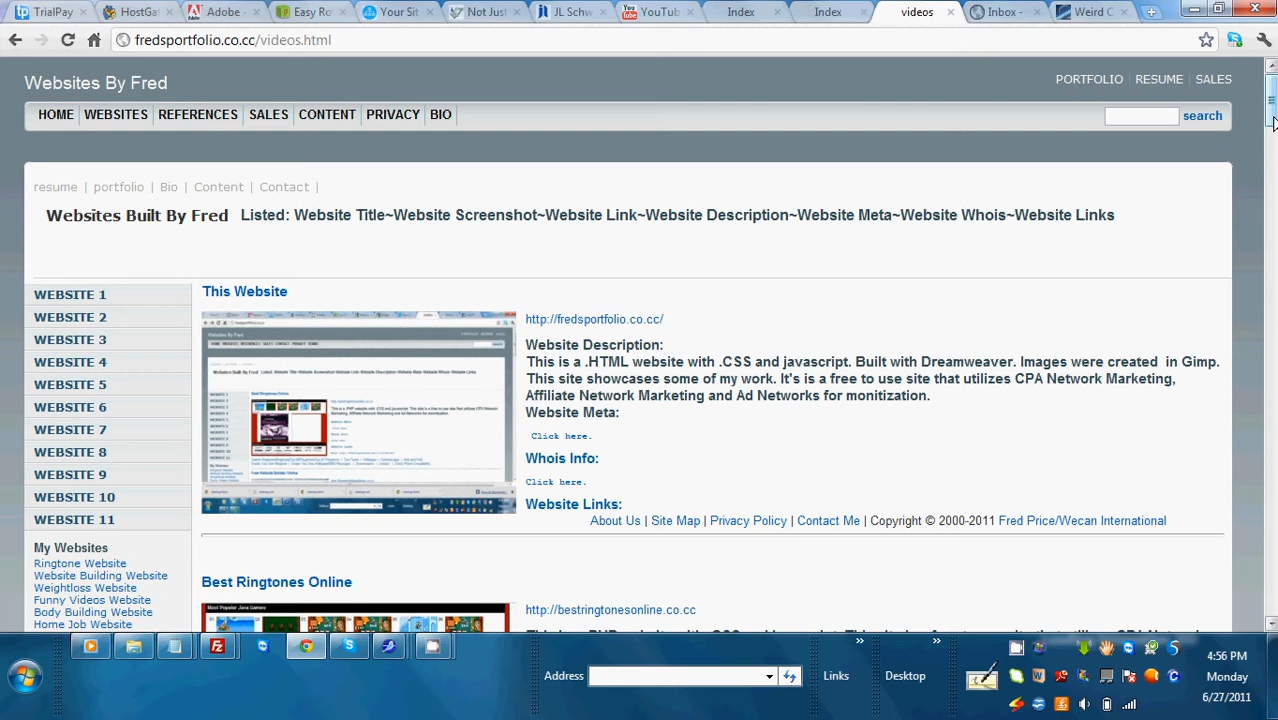 TrialPay
HostGa
Adobe -
Easy Ro
Your Sit
Not Just
JL Schw
YouTub
Index
Index
videos
Inbox -
Weird C
fredsportfolio.co.cc/videos.html
Websites By Fred
PORTFOLIO RESUME SALES
HOME WEBSITES REFERENCES SALES CONTENT PRIVACY BIO
search
resume | portfolio | Bio | Content | Contact |
Websites Built By Fred Listed: Website Title~Website Screenshot~Website Link~Website Description~Website Meta~Website Whois~Website Links
WEBSITE 1
WEBSITE 2
WEBSITE 3
WEBSITE 4
WEBSITE 5
WEBSITE 6
WEBSITE 7
WEBSITE 8
WEBSITE 9
WEBSITE 10
WEBSITE 11
My Websites
Ringtone Website
Website Building Website
Weightloss Website
Funny Videos Website
Body Building Website
Home Job Website
This Website
http://fredsportfolio.co.cc/
Website Description:
This is a .HTML website with .CSS and javascript. Built with dreamweaver. Images were created in Gimp.
This site showcases some of my work. It's is a free to use site that utilizes CPA Network Marketing,
Affiliate Network Marketing and Ad Networks for monitization.
Website Meta:
Click here.
Whois Info:
Click here.
Website Links:
About Us | Site Map | Privacy Policy | Contact Me | Copyright © 2000-2011 Fred Price/Wecan International
Best Ringtones Online
Most Popular Java Games:
http://bestringtonesonline.co.cc
Address
Links
Desktop
4:56 PM
Monday
6/27/2011